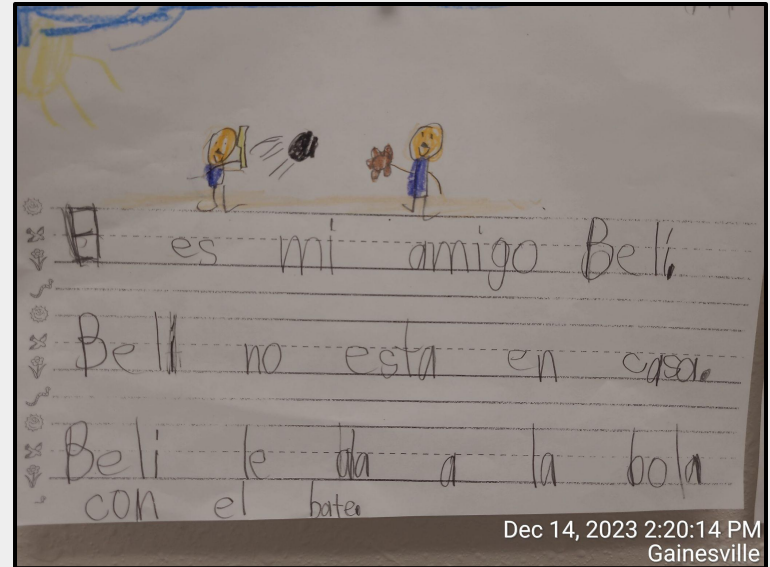 E es mi amigo Beli.
Beli no esta en casa.
Beli le da a la bola
con el bate.
Dec 14, 2023 2:20:14 PM
Gainesville